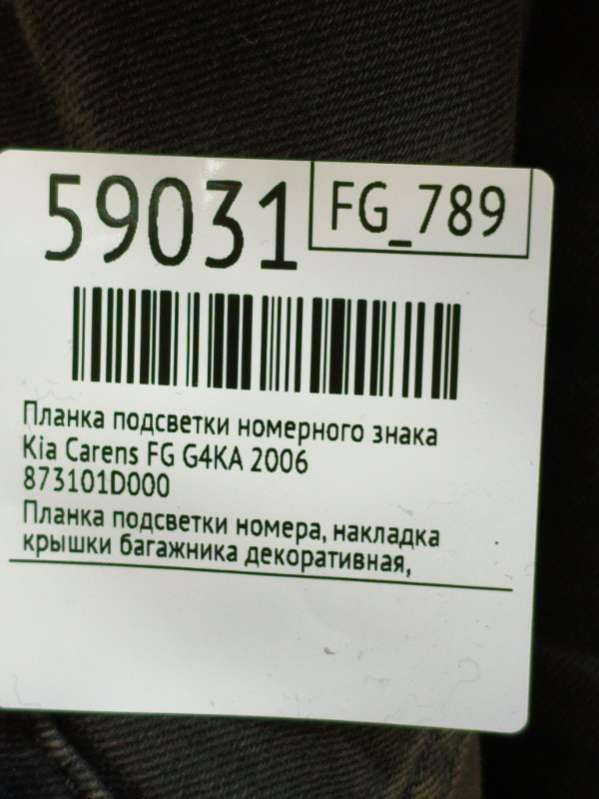 59031
FG_789
Планка подсветки номерного знака
Kia Carens FG G4KA 2006
873101D000
Планка подсветки номера, накладка
крышки багажника декоративная,